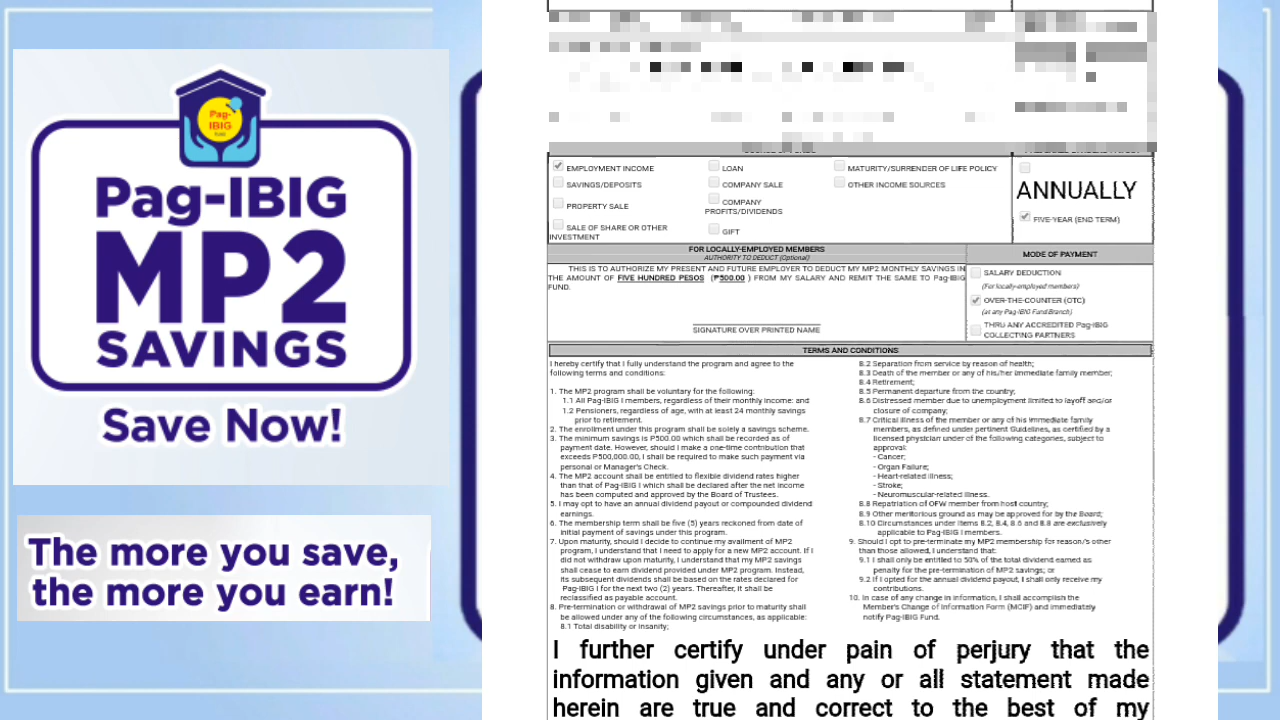 Pag-IBIG
FUND
Pag-IBIG
MP2
SAVINGS
Save Now!
The more you save,
the more you earn!
EMPLOYMENT INCOME
SAVINGS/DEPOSITS
PROPERTY SALE
SALE OF SHARE OR OTHER
INVESTMENT
LOAN
COMPANY SALE
COMPANY
PROFITS/DIVIDENDS
GIFT
MATURITY/SURRENDER OF LIFE POLICY
OTHER INCOME SOURCES
ANNUALLY
FIVE-YEAR (END TERM)
FOR LOCALLY-EMPLOYED MEMBERS
AUTHORITY TO DEDUCT (Optional)
THIS IS TO AUTHORIZE MY PRESENT AND FUTURE EMPLOYER TO DEDUCT MY MP2 MONTHLY SAVINGS IN
THE AMOUNT OF FIVE HUNDRED PESOS (₱500.00 ) FROM MY SALARY AND REMIT THE SAME TO Pag-IBIG
FUND.
SIGNATURE OVER PRINTED NAME
MODE OF PAYMENT
SALARY DEDUCTION
(For locally-employed members)
OVER-THE-COUNTER (OTC)
(at any Pag-IBIG Fund Branch)
THRU ANY ACCREDITED Pag-IBIG
COLLECTING PARTNERS
TERMS AND CONDITIONS
I hereby certify that I fully understand the program and agree to the
following terms and conditions:
1. The MP2 program shall be voluntary for the following:
1.1 All Pag-IBIG I members, regardless of their monthly income: and
1.2 Pensioners, regardless of age, with at least 24 monthly savings
prior to retirement.
2. The enrollment under this program shall be solely a savings scheme.
3. The minimum savings is P500.00 which shall be recorded as of
payment date. However, should I make a one-time contribution that
exceeds P500,000.00, I shall be required to make such payment via
personal or Manager's Check.
4. The MP2 account shall be entitled to flexible dividend rates higher
than that of Pag-IBIG I which shall be declared after the net income
has been computed and approved by the Board of Trustees.
5. I may opt to have an annual dividend payout or compounded dividend
earnings.
6. The membership term shall be five (5) years reckoned from date of
initial payment of savings under this program.
7. Upon maturity, should I decide to continue my availment of MP2
program, I understand that I need to apply for a new MP2 account. If I
did not withdraw upon maturity, I understand that my MP2 savings
shall cease to earn dividend provided under MP2 program. Instead,
its subsequent dividends shall be based on the rates declared for
Pag-IBIG I for the next two (2) years. Thereafter, it shall be
reclassified as payable account.
8. Pre-termination or withdrawal of MP2 savings prior to maturity shall
be allowed under any of the following circumstances, as applicable:
8.1 Total disability or insanity;
8.2 Separation from service by reason of health;
8.3 Death of the member or any of his/her immediate family member;
8.4 Retirement;
8.5 Permanent departure from the country;
8.6 Distressed member due to unemployment limited to layoff and/or
closure of company;
8.7 Critical illness of the member or any of his immediate family
members, as defined under pertinent Guidelines, as certified by a
licensed physician under of the following categories, subject to
approval:
- Cancer;
- Organ Failure;
- Heart-related illness;
- Stroke;
- Neuromuscular-related illness.
8.8 Repatriation of OFW member from host country;
8.9 Other meritorious ground as may be approved for by the Board;
8.10 Circumstances under items 8.2, 8.4, 8.6 and 8.8 are exclusively
applicable to Pag-IBIG I members.
9. Should I opt to pre-terminate my MP2 membership for reason/s other
than those allowed, I understand that:
9.1 I shall only be entitled to 50% of the total dividend earned as
penalty for the pre-termination of MP2 savings; or
9.2 If I opted for the annual dividend payout, I shall only receive my
contributions.
10. In case of any change in information, I shall accomplish the
Member's Change of Information Form (MCIF) and immediately
notify Pag-IBIG Fund.
I further certify under pain of perjury that the
information given and any or all statement made
herein are true and correct to the best of my